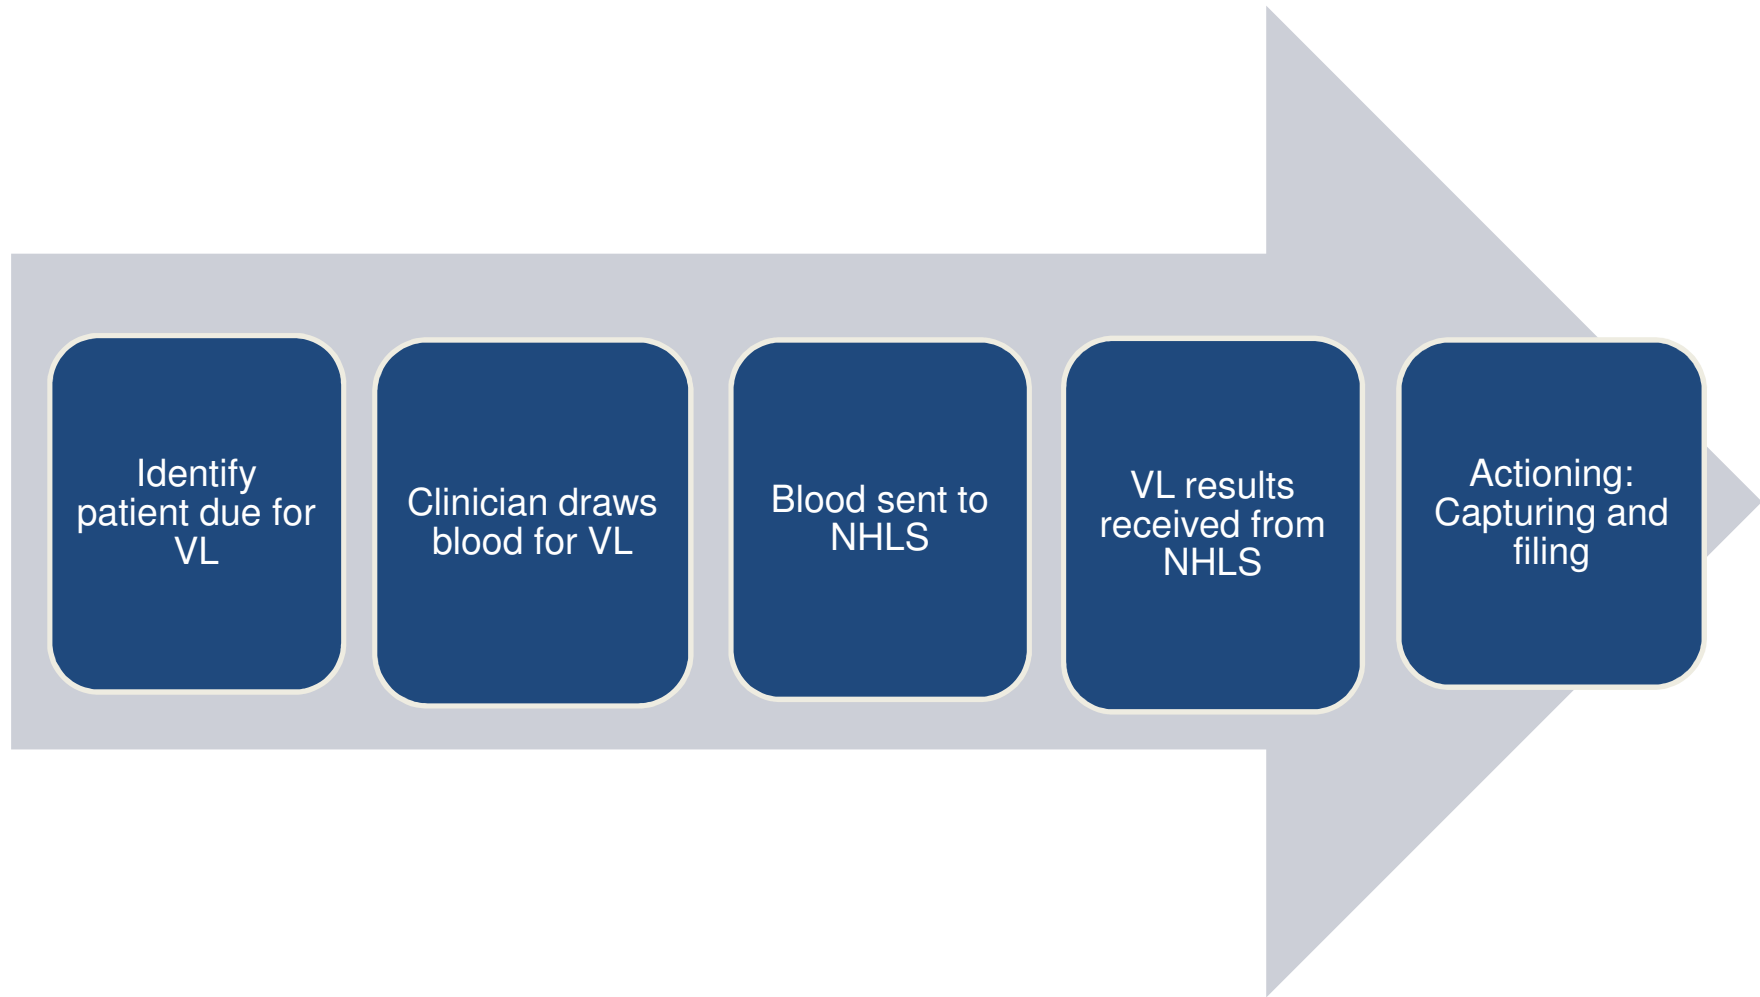 Identify
patient due for
VL
Clinician draws
blood for VL
Blood sent to
NHLS
VL results
received from
NHLS
Actioning:
Capturing and
filing